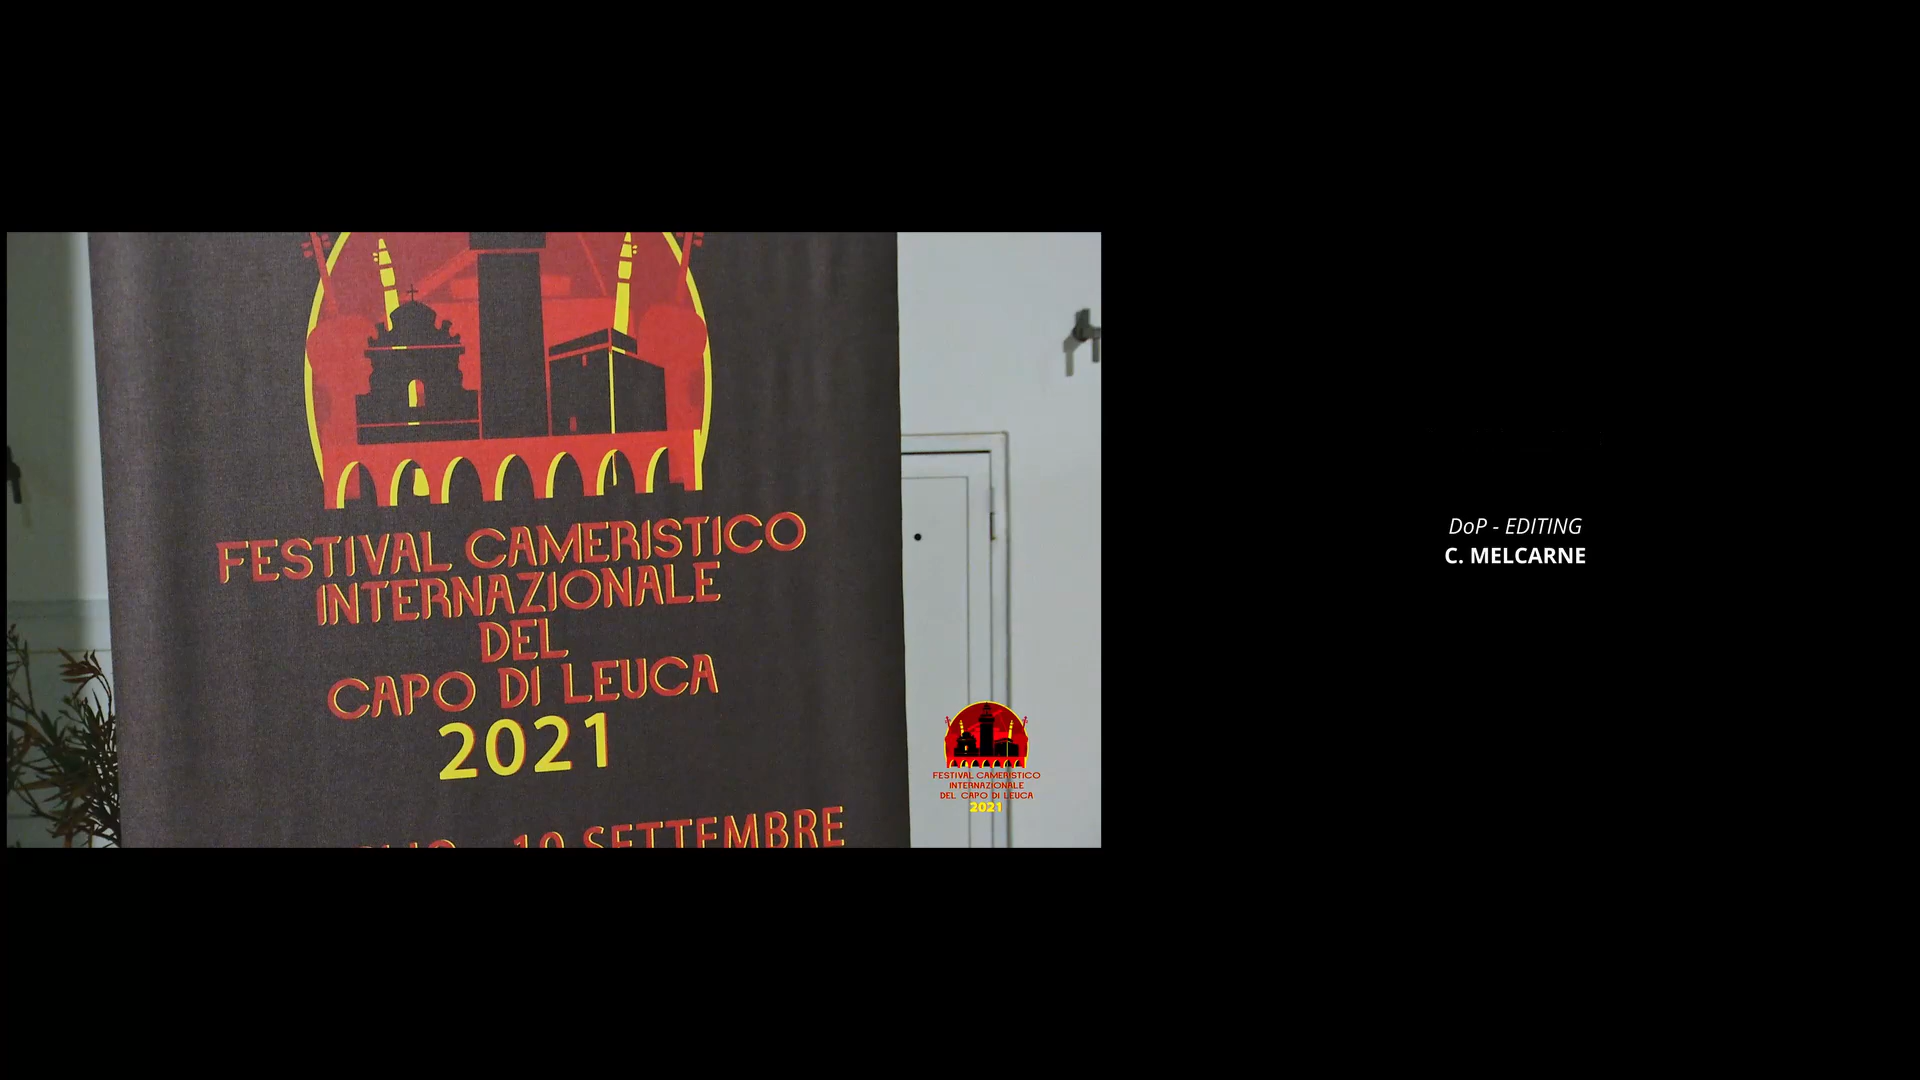 FESTIVAL CAMERISTICO
INTERNAZIONALE
DEL
CAPO DI LEUCA
2021
10 SETTEMBRE
FESTIVAL CAMERISTICO
INTERNAZIONALE
DEL CAPO DI LEUCA
2021
DoP - EDITING
C. MELCARNE